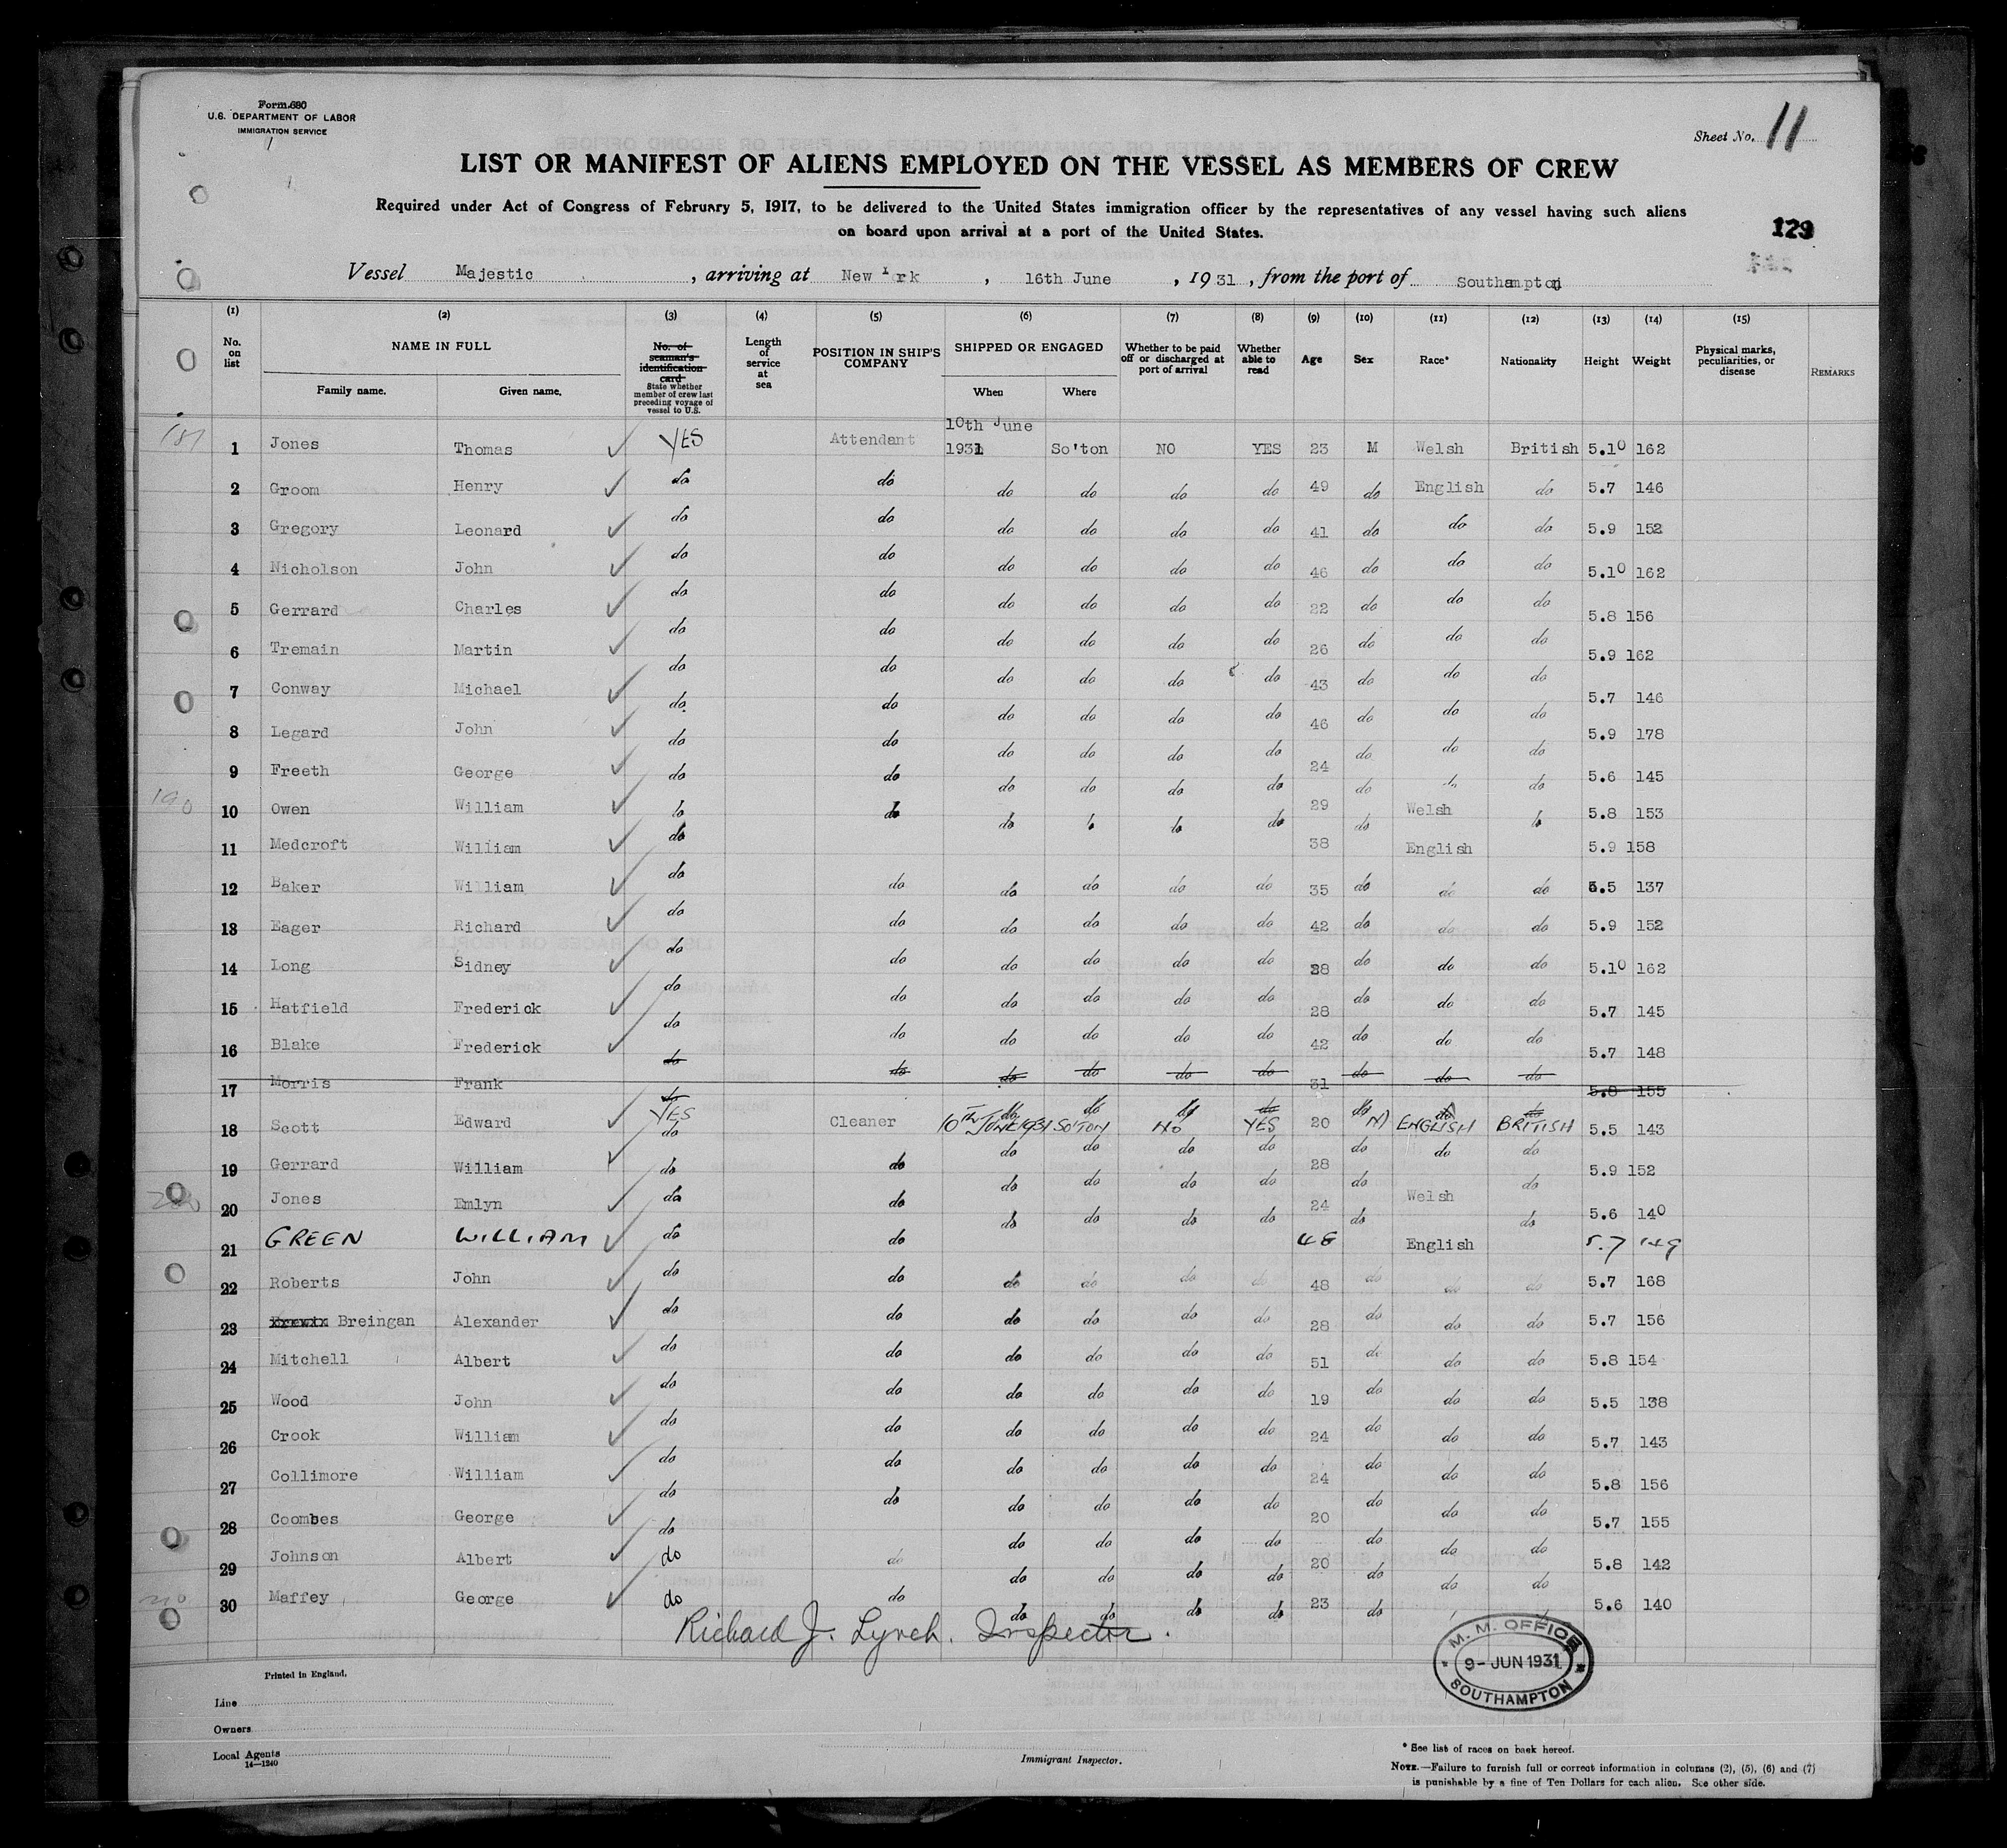 Form 680
U.S. DEPARTMENT OF LABOR
IMMIGRATION SERVICE
Sheet No. 11
LIST OR MANIFEST OF ALIENS EMPLOYED ON THE VESSEL AS MEMBERS OF CREW
Required under Act of Congress of February 5, 1917, to be delivered to the United States immigration officer by the representatives of any vessel having such aliens
on board upon arrival at a port of the United States.
129
Vessel Majestic, arriving at New York, 16th June, 1931, from the port of Southampton
(1) (2) (3) (4) (5) (6) (7) (8) (9) (10) (11) (12) (13) (14) (15)
No. on list
NAME IN FULL
Family name. Given name.
No. of seaman's identification card
State whether member of crew last preceding voyage of vessel to U.S.
Length of service at sea
POSITION IN SHIP'S COMPANY
SHIPPED OR ENGAGED
When Where
Whether to be paid off or discharged at port of arrival
Whether able to read
Age Sex Race* Nationality Height Weight
Physical marks, peculiarities, or disease
REMARKS
187
1 Jones Thomas YES Attendant 10th June 1931 So'ton NO YES 23 M Welsh British 5.10 162
2 Groom Henry do do do do do do 49 do English do 5.7 146
3 Gregory Leonard do do do do do do 41 do do do 5.9 152
4 Nicholson John do do do do do do 46 do do do 5.10 162
5 Gerrard Charles do do do do do do 22 do do do 5.8 156
6 Tremain Martin do do do do do do 26 do do do 5.9 162
7 Conway Michael do do do do do do 43 do do do 5.7 146
8 Legard John do do do do do do 46 do do do 5.9 178
9 Freeth George do do do do do do 24 do do do 5.6 145
190
10 Owen William do do do do do do 29 do Welsh do 5.8 153
11 Medcroft William do 38 English 5.9 158
12 Baker William do do do do do do 35 do do do 5.5 137
13 Eager Richard do do do do do do 42 do do do 5.9 152
14 Long Sidney do do do do do do do do do 5.10 162
15 Hatfield Frederick do do do do do do 28 do do do 5.7 145
16 Blake Frederick do do do do do do 42 do do do 5.7 148
17 Morris Frank do do do do do do 31 do do do 5.8 155
18 Scott Edward YES Cleaner 10TH JUNE 1931 SO'TON NO YES 20 M ENGLISH BRITISH 5.5 143
19 Gerrard William do do do do do do 28 do do do 5.9 152
200
20 Jones Emlyn do do do do do do 24 do Welsh do 5.6 140
21 GREEN WILLIAM do do do do do do do English do 5.7 149
22 Roberts John do do do do do do 48 do do do 5.7 168
23 Breingan Alexander do do do do do do 28 do do do 5.7 156
24 Mitchell Albert do do do do do do 51 do do do 5.8 154
25 Wood John do do do do do do 19 do do do 5.5 138
26 Crook William do do do do do do 24 do do do 5.7 143
27 Collimore William do do do do do do 24 do do do 5.8 156
28 Coombes George do do do do do do 20 do do do 5.7 155
29 Johnson Albert do do do do do do 20 do do do 5.8 142
210
30 Maffey George do do do do do do 23 do 5.6 140
Richard J. Lynch. Inspector.
M. M. OFFICE
9-JUN 1931
SOUTHAMPTON
Printed in England.
Line
Owners
Local Agents
14—1240
Immigrant Inspector.
* See list of races on back hereof.
NOTE.—Failure to furnish full or correct information in columns (2), (5), (6) and (7)
is punishable by a fine of Ten Dollars for each alien. See other side.